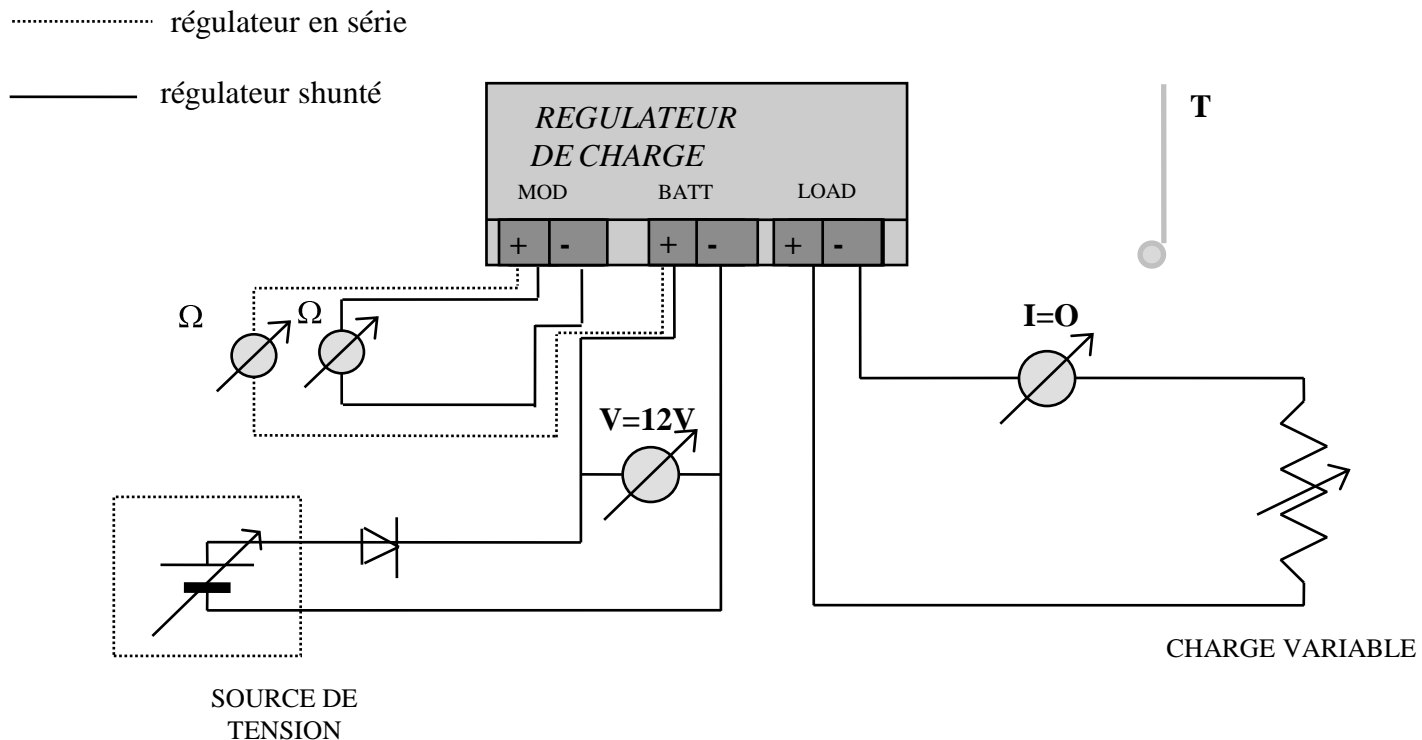 régulateur en série
régulateur shunté
REGULATEUR
DE CHARGE
MOD BATT LOAD
+ - + - + -
T
Ω Ω
I=O
V=12V
CHARGE VARIABLE
SOURCE DE
TENSION